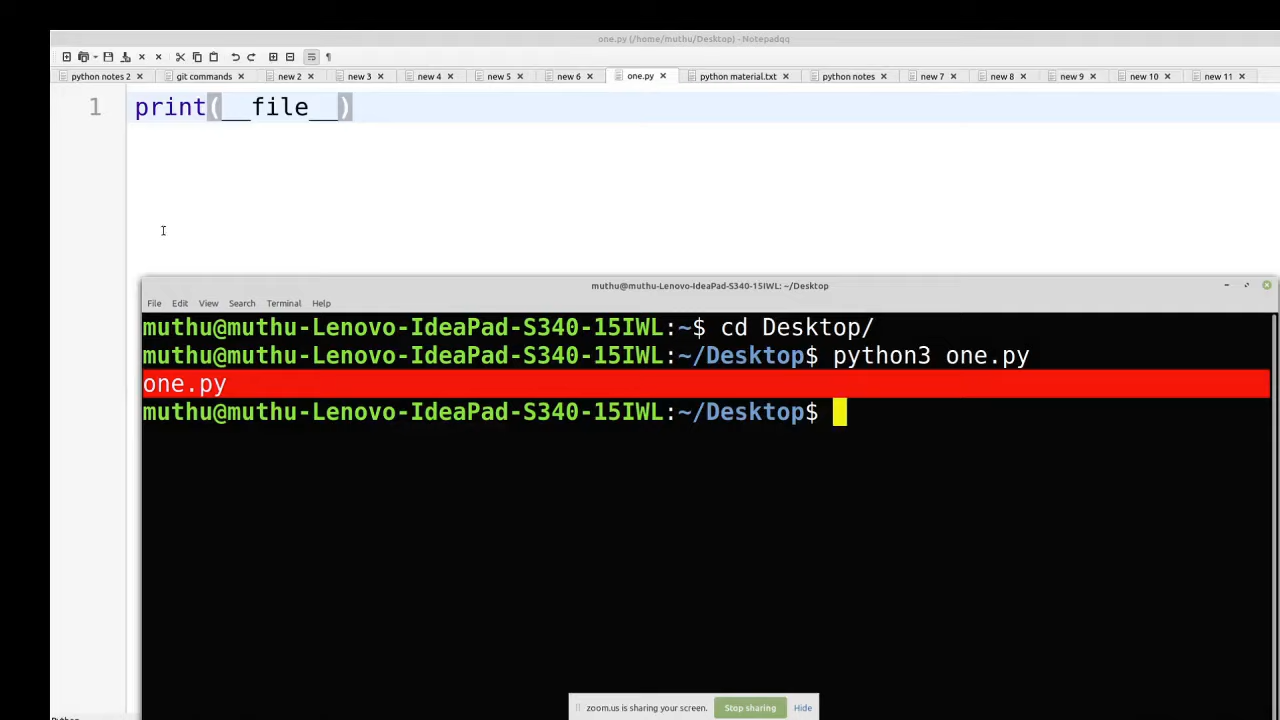 one.py (/home/muthu/Desktop) - Notepadqq
python notes 2 git commands new 2 new 3 new 4 new 5 new 6 one.py python material.txt python notes new 7 new 8 new 9 new 10 new 11
1 print(__file__)
muthu@muthu-Lenovo-IdeaPad-S340-15IWL: ~/Desktop
File Edit View Search Terminal Help
muthu@muthu-Lenovo-IdeaPad-S340-15IWL:~$ cd Desktop/
muthu@muthu-Lenovo-IdeaPad-S340-15IWL:~/Desktop$ python3 one.py
one.py
muthu@muthu-Lenovo-IdeaPad-S340-15IWL:~/Desktop$
zoom.us is sharing your screen. Stop sharing Hide